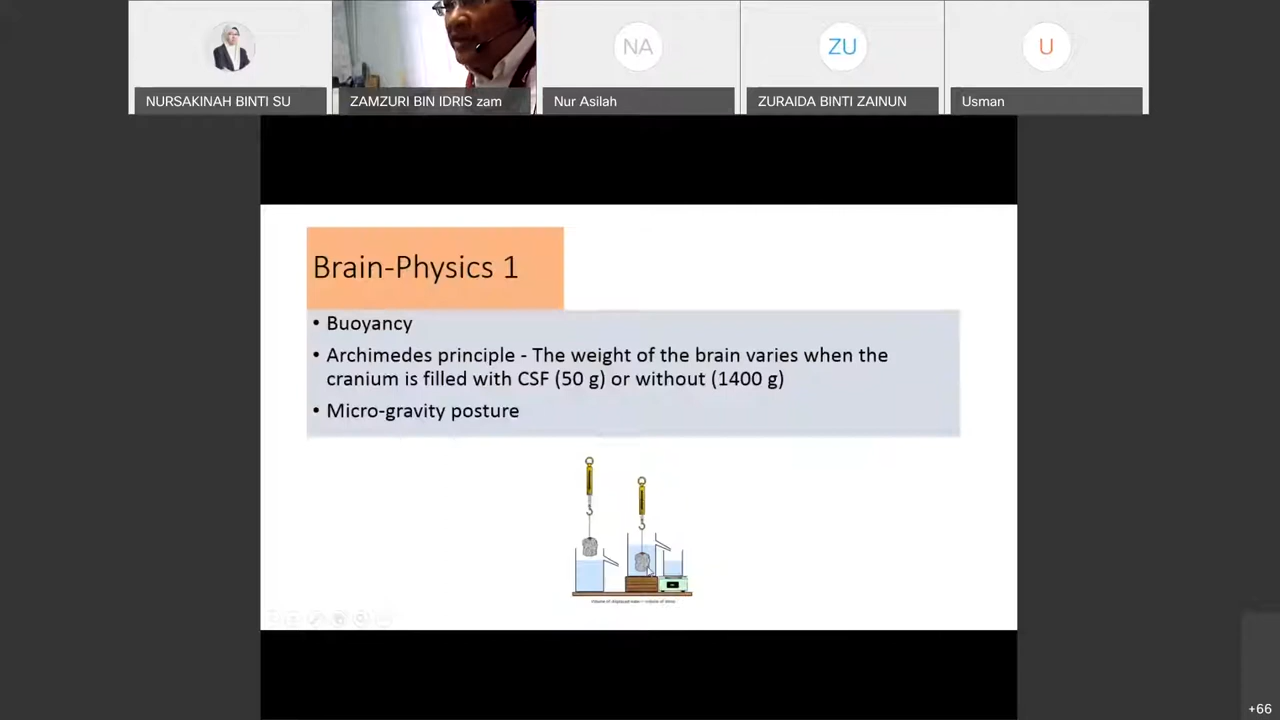 NURSAKINAH BINTI SU
ZAMZURI BIN IDRIS zam
NA
Nur Asilah
ZU
ZURAIDA BINTI ZAINUN
U
Usman
Brain-Physics 1
• Buoyancy
• Archimedes principle - The weight of the brain varies when the
cranium is filled with CSF (50 g) or without (1400 g)
• Micro-gravity posture
+66